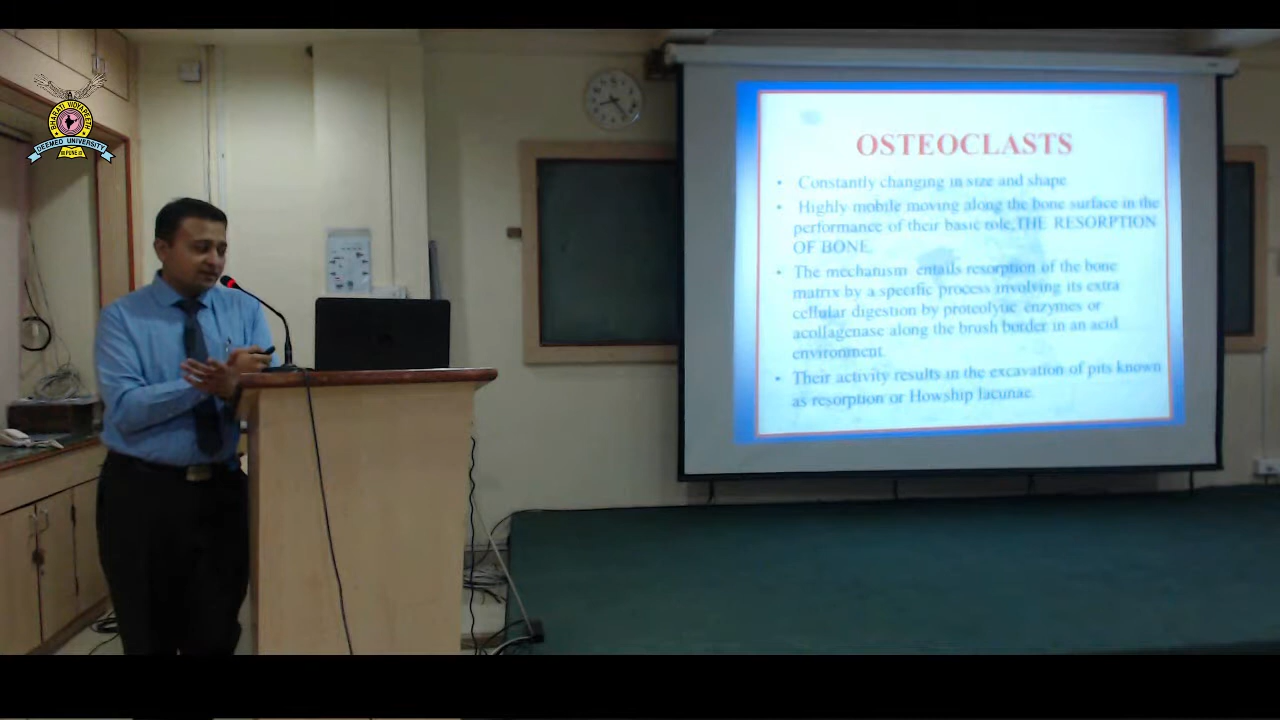 BHARATI VIDYAPEETH
DEEMED UNIVERSITY
OSTEOCLASTS
• Constantly changing in size and shape
• Highly mobile moving along the bone surface in the
performance of their basic role,THE RESORPTION
OF BONE.
• The mechanism entails resorption of the bone
matrix by a specific process involving its extra
cellular digestion by proteolytic enzymes or
acollagenase along the brush border in an acid
environment.
• Their activity results in the excavation of pits known
as resorption or Howship lacunae.